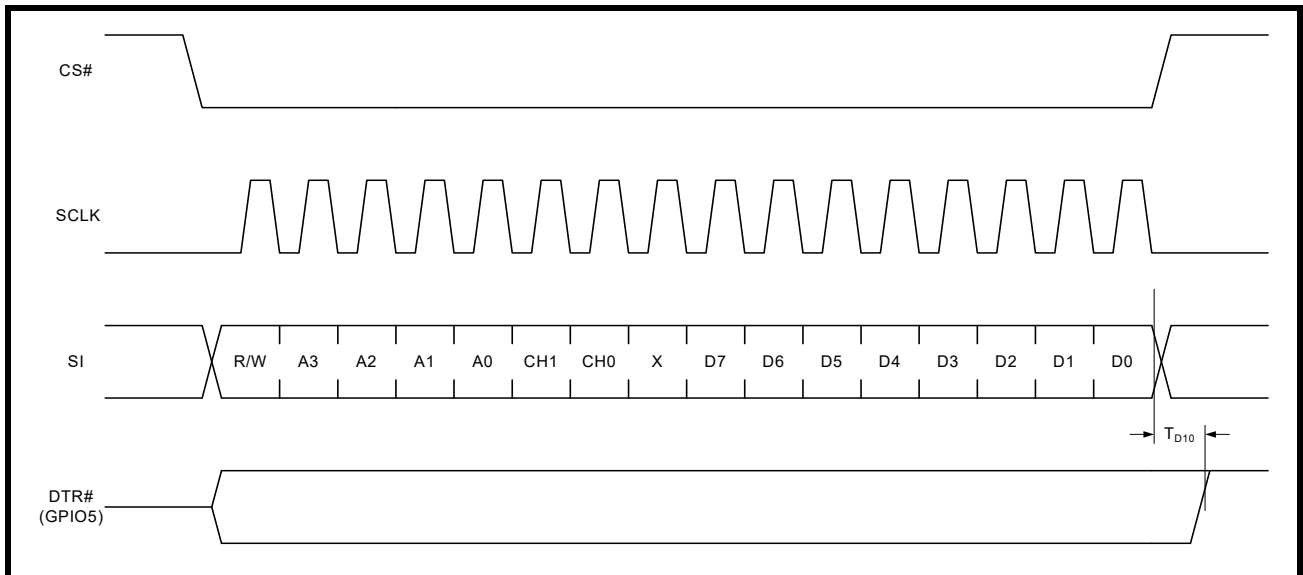 CS#
SCLK
SI R/W A3 A2 A1 A0 CH1 CH0 X D7 D6 D5 D4 D3 D2 D1 D0
TD10
DTR#
(GPIO5)